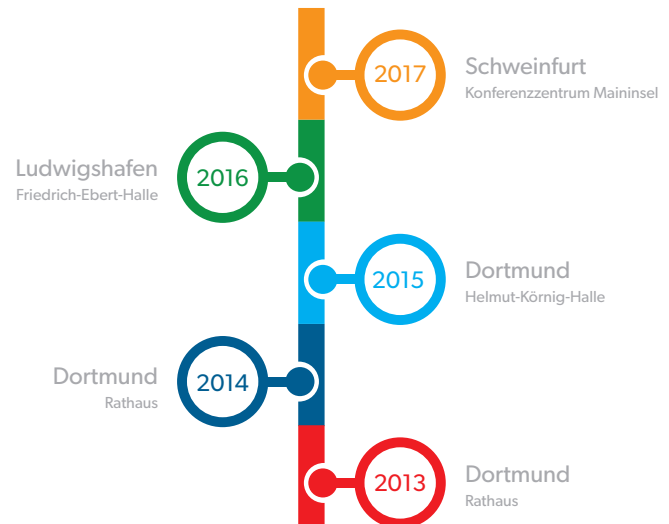 2017
Schweinfurt
Konferenzzentrum Maininsel
Ludwigshafen
Friedrich-Ebert-Halle
2016
2015
Dortmund
Helmut-Körnig-Halle
Dortmund
Rathaus
2014
2013
Dortmund
Rathaus